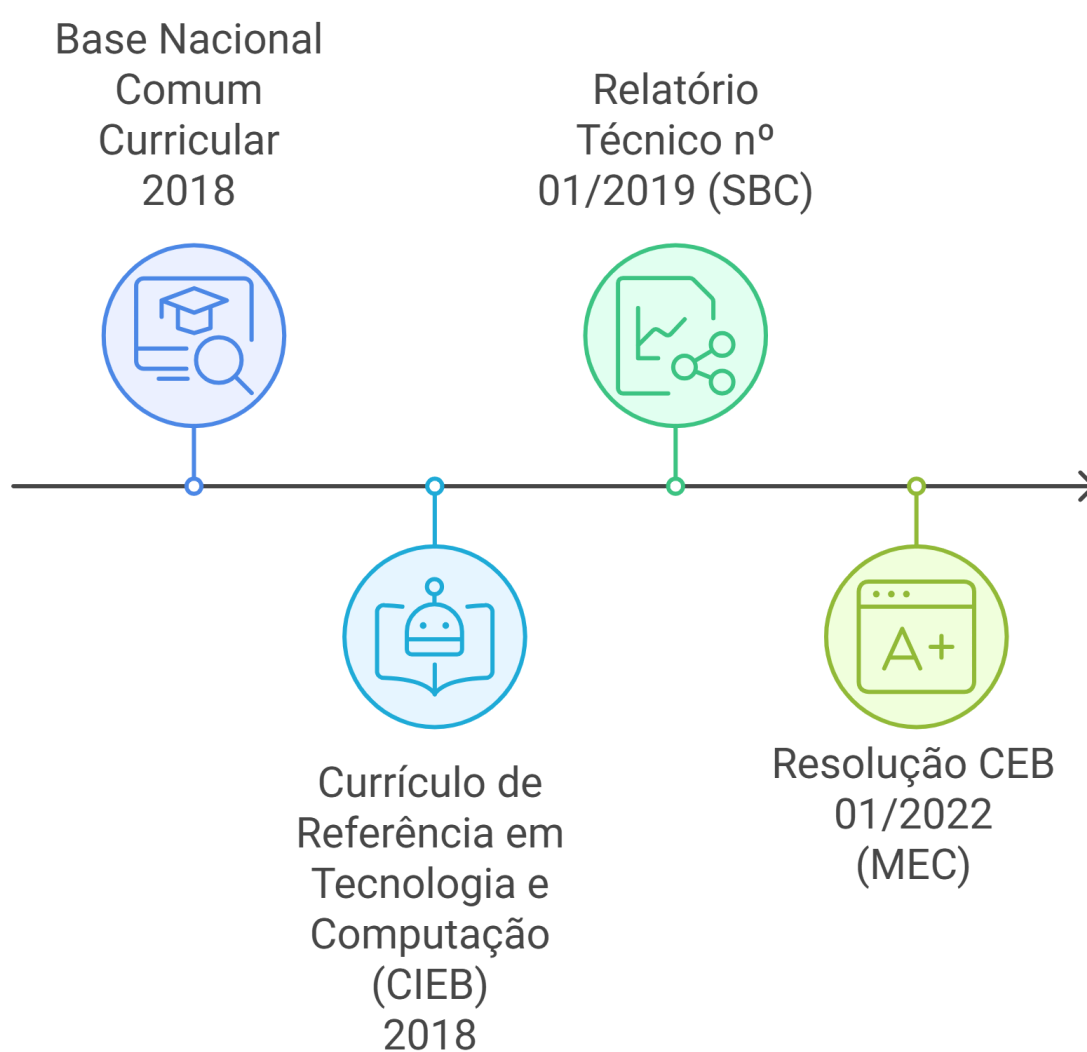 Base Nacional
Comum
Curricular
2018
Currículo de
Referência em
Tecnologia e
Computação
(CIEB)
2018
Relatório
Técnico nº
01/2019 (SBC)
A+
Resolução CEB
01/2022
(MEC)